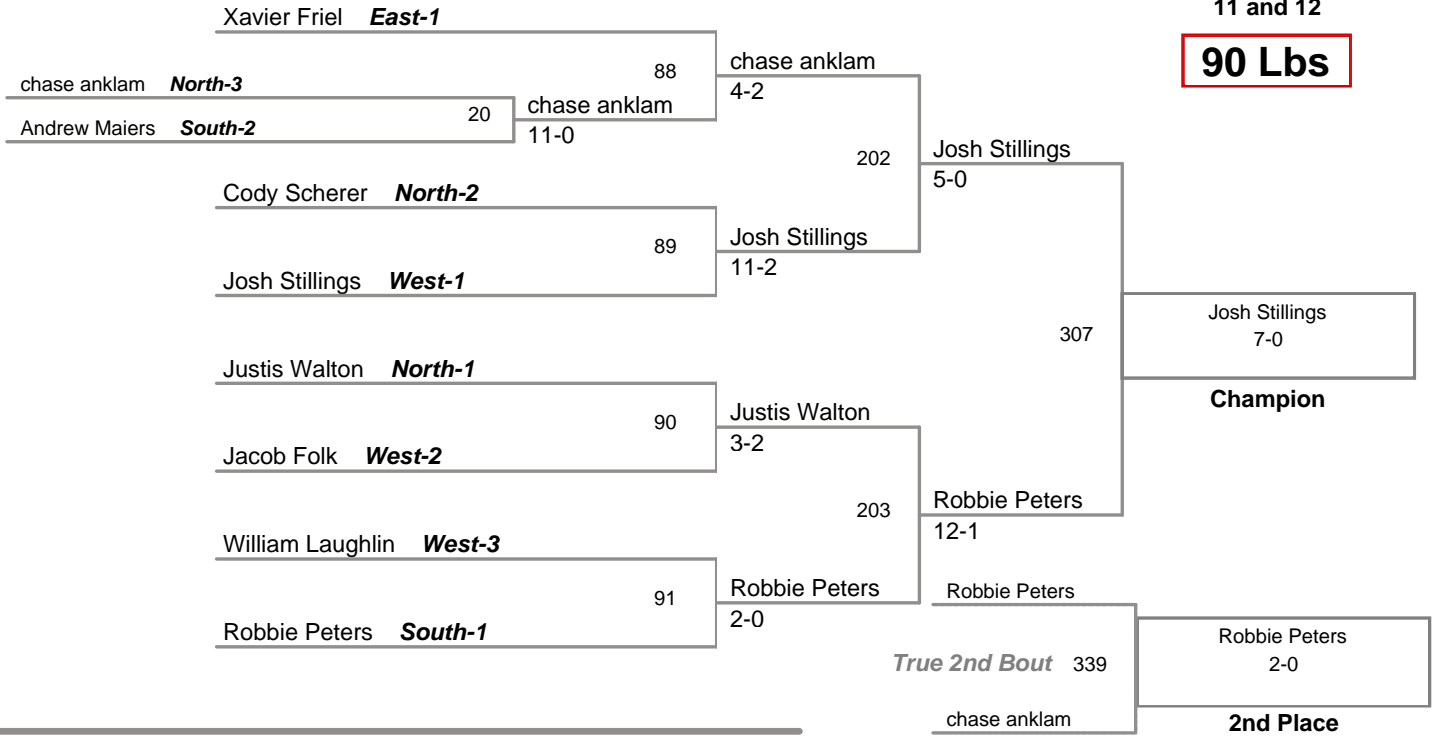 11 and 12
90 Lbs
Xavier Friel East-1
chase anklam North-3
Andrew Maiers South-2
20
chase anklam
11-0
88
chase anklam
4-2
Cody Scherer North-2
Josh Stillings West-1
89
Josh Stillings
11-2
202
Josh Stillings
5-0
Justis Walton North-1
Jacob Folk West-2
90
Justis Walton
3-2
William Laughlin West-3
Robbie Peters South-1
91
Robbie Peters
2-0
203
Robbie Peters
12-1
307
Josh Stillings
7-0
Champion
Robbie Peters
True 2nd Bout 339
chase anklam
Robbie Peters
2-0
2nd Place